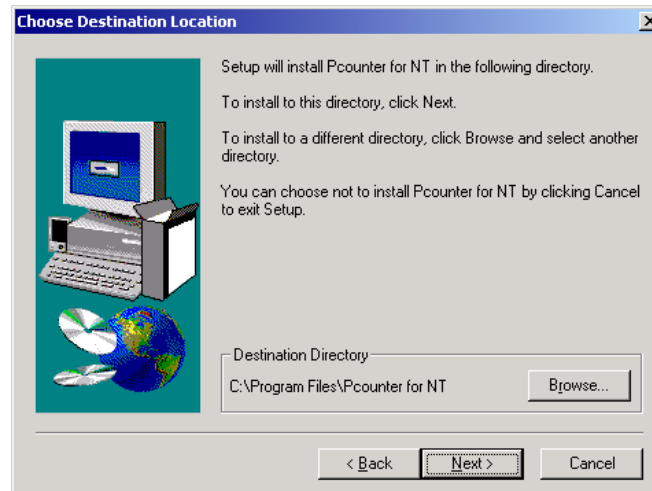 Choose Destination Location
Setup will install Pcounter for NT in the following directory.
To install to this directory, click Next.
To install to a different directory, click Browse and select another
directory.
You can choose not to install Pcounter for NT by clicking Cancel
to exit Setup.
Destination Directory
C:\Program Files\Pcounter for NT
Browse...
< Back
Next >
Cancel